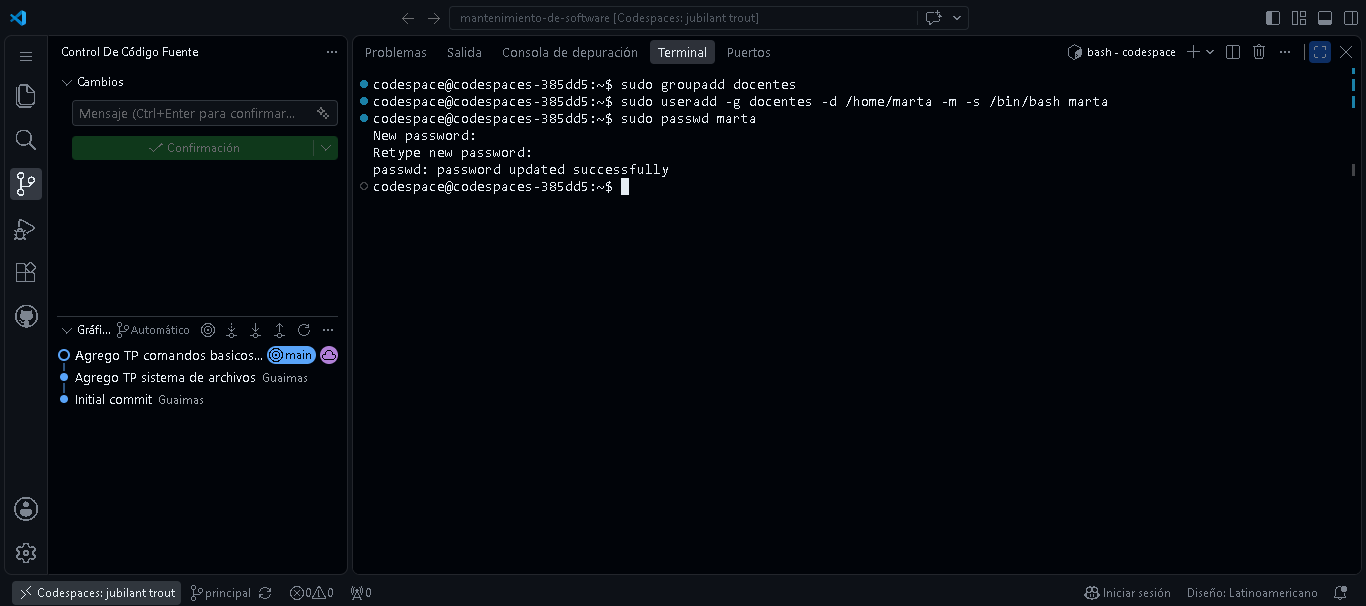 mantenimiento-de-software [Codespaces: jubilant trout]
Control De Código Fuente
Cambios
Mensaje (Ctrl+Enter para confirmar...
Confirmación
Gráfi... Automático
Agrego TP comandos basicos... main
Agrego TP sistema de archivos Guaimas
Initial commit Guaimas
Problemas Salida Consola de depuración Terminal Puertos
bash - codespace
codespace@codespaces-385dd5:~$ sudo groupadd docentes
codespace@codespaces-385dd5:~$ sudo useradd -g docentes -d /home/marta -m -s /bin/bash marta
codespace@codespaces-385dd5:~$ sudo passwd marta
New password:
Retype new password:
passwd: password updated successfully
codespace@codespaces-385dd5:~$
Codespaces: jubilant trout principal 0 0 0 Iniciar sesión Diseño: Latinoamericano